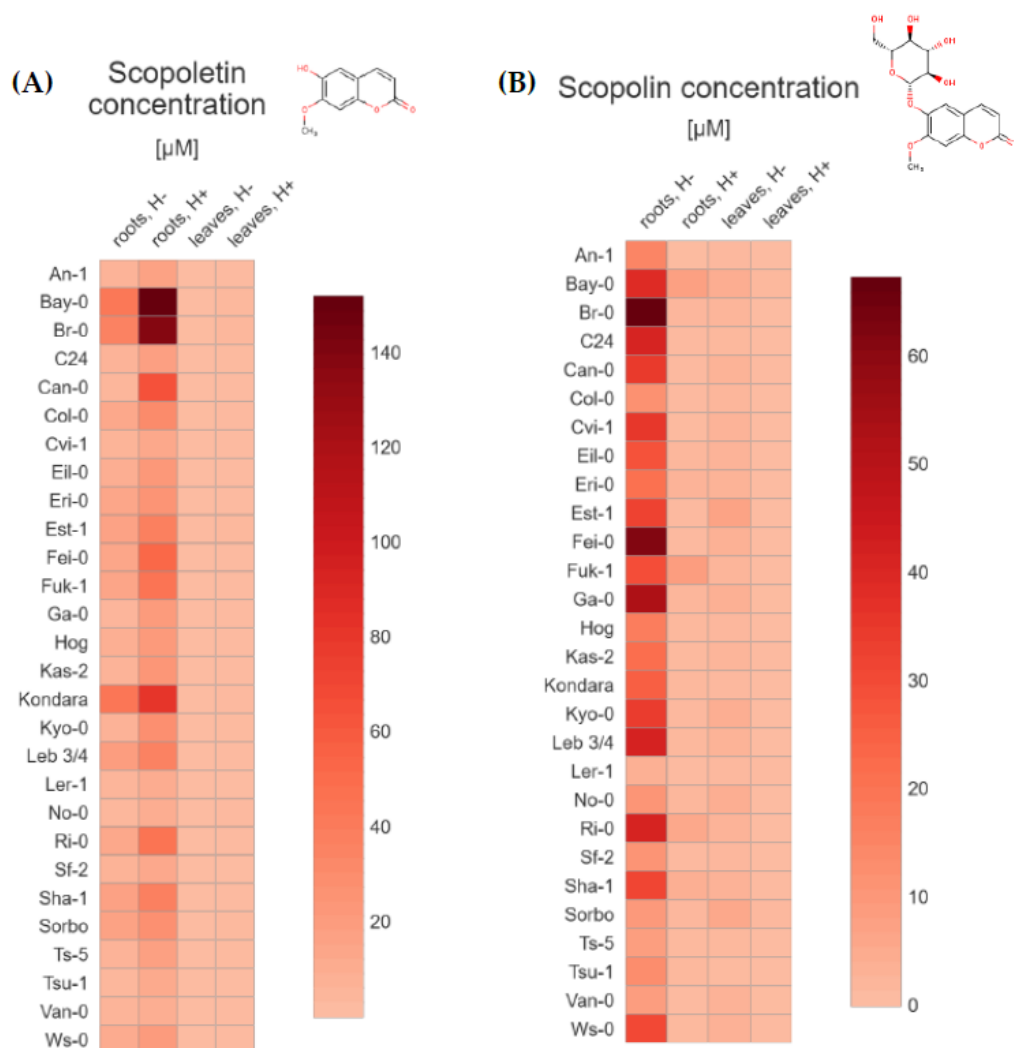 (A)
Scopoletin
concentration
[µM]
HO
O
O
O
CH₃
roots, H-
roots, H+
leaves, H-
leaves, H+
An-1
Bay-0
Br-0
C24
Can-0
Col-0
Cvi-1
Eil-0
Eri-0
Est-1
Fei-0
Fuk-1
Ga-0
Hog
Kas-2
Kondara
Kyo-0
Leb 3/4
Ler-1
No-0
Ri-0
Sf-2
Sha-1
Sorbo
Ts-5
Tsu-1
Van-0
Ws-0
140
120
100
80
60
40
20
(B)
Scopolin concentration
[µM]
OH
OH
OH
OH
O
O
O
O
O
CH₃
roots, H-
roots, H+
leaves, H-
leaves, H+
An-1
Bay-0
Br-0
C24
Can-0
Col-0
Cvi-1
Eil-0
Eri-0
Est-1
Fei-0
Fuk-1
Ga-0
Hog
Kas-2
Kondara
Kyo-0
Leb 3/4
Ler-1
No-0
Ri-0
Sf-2
Sha-1
Sorbo
Ts-5
Tsu-1
Van-0
Ws-0
60
50
40
30
20
10
0